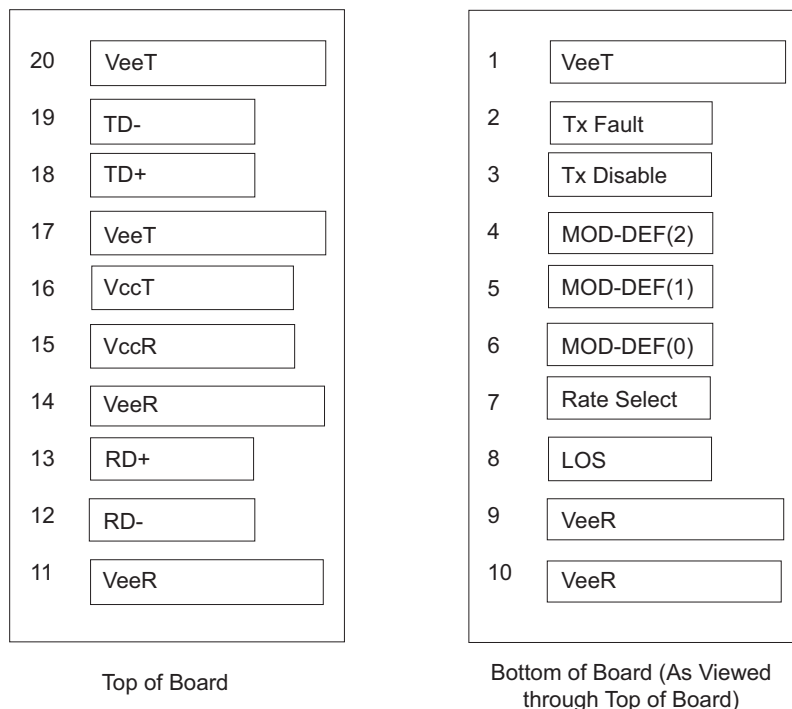 20 VeeT
19 TD-
18 TD+
17 VeeT
16 VccT
15 VccR
14 VeeR
13 RD+
12 RD-
11 VeeR
Top of Board
1 VeeT
2 Tx Fault
3 Tx Disable
4 MOD-DEF(2)
5 MOD-DEF(1)
6 MOD-DEF(0)
7 Rate Select
8 LOS
9 VeeR
10 VeeR
Bottom of Board (As Viewed
through Top of Board)